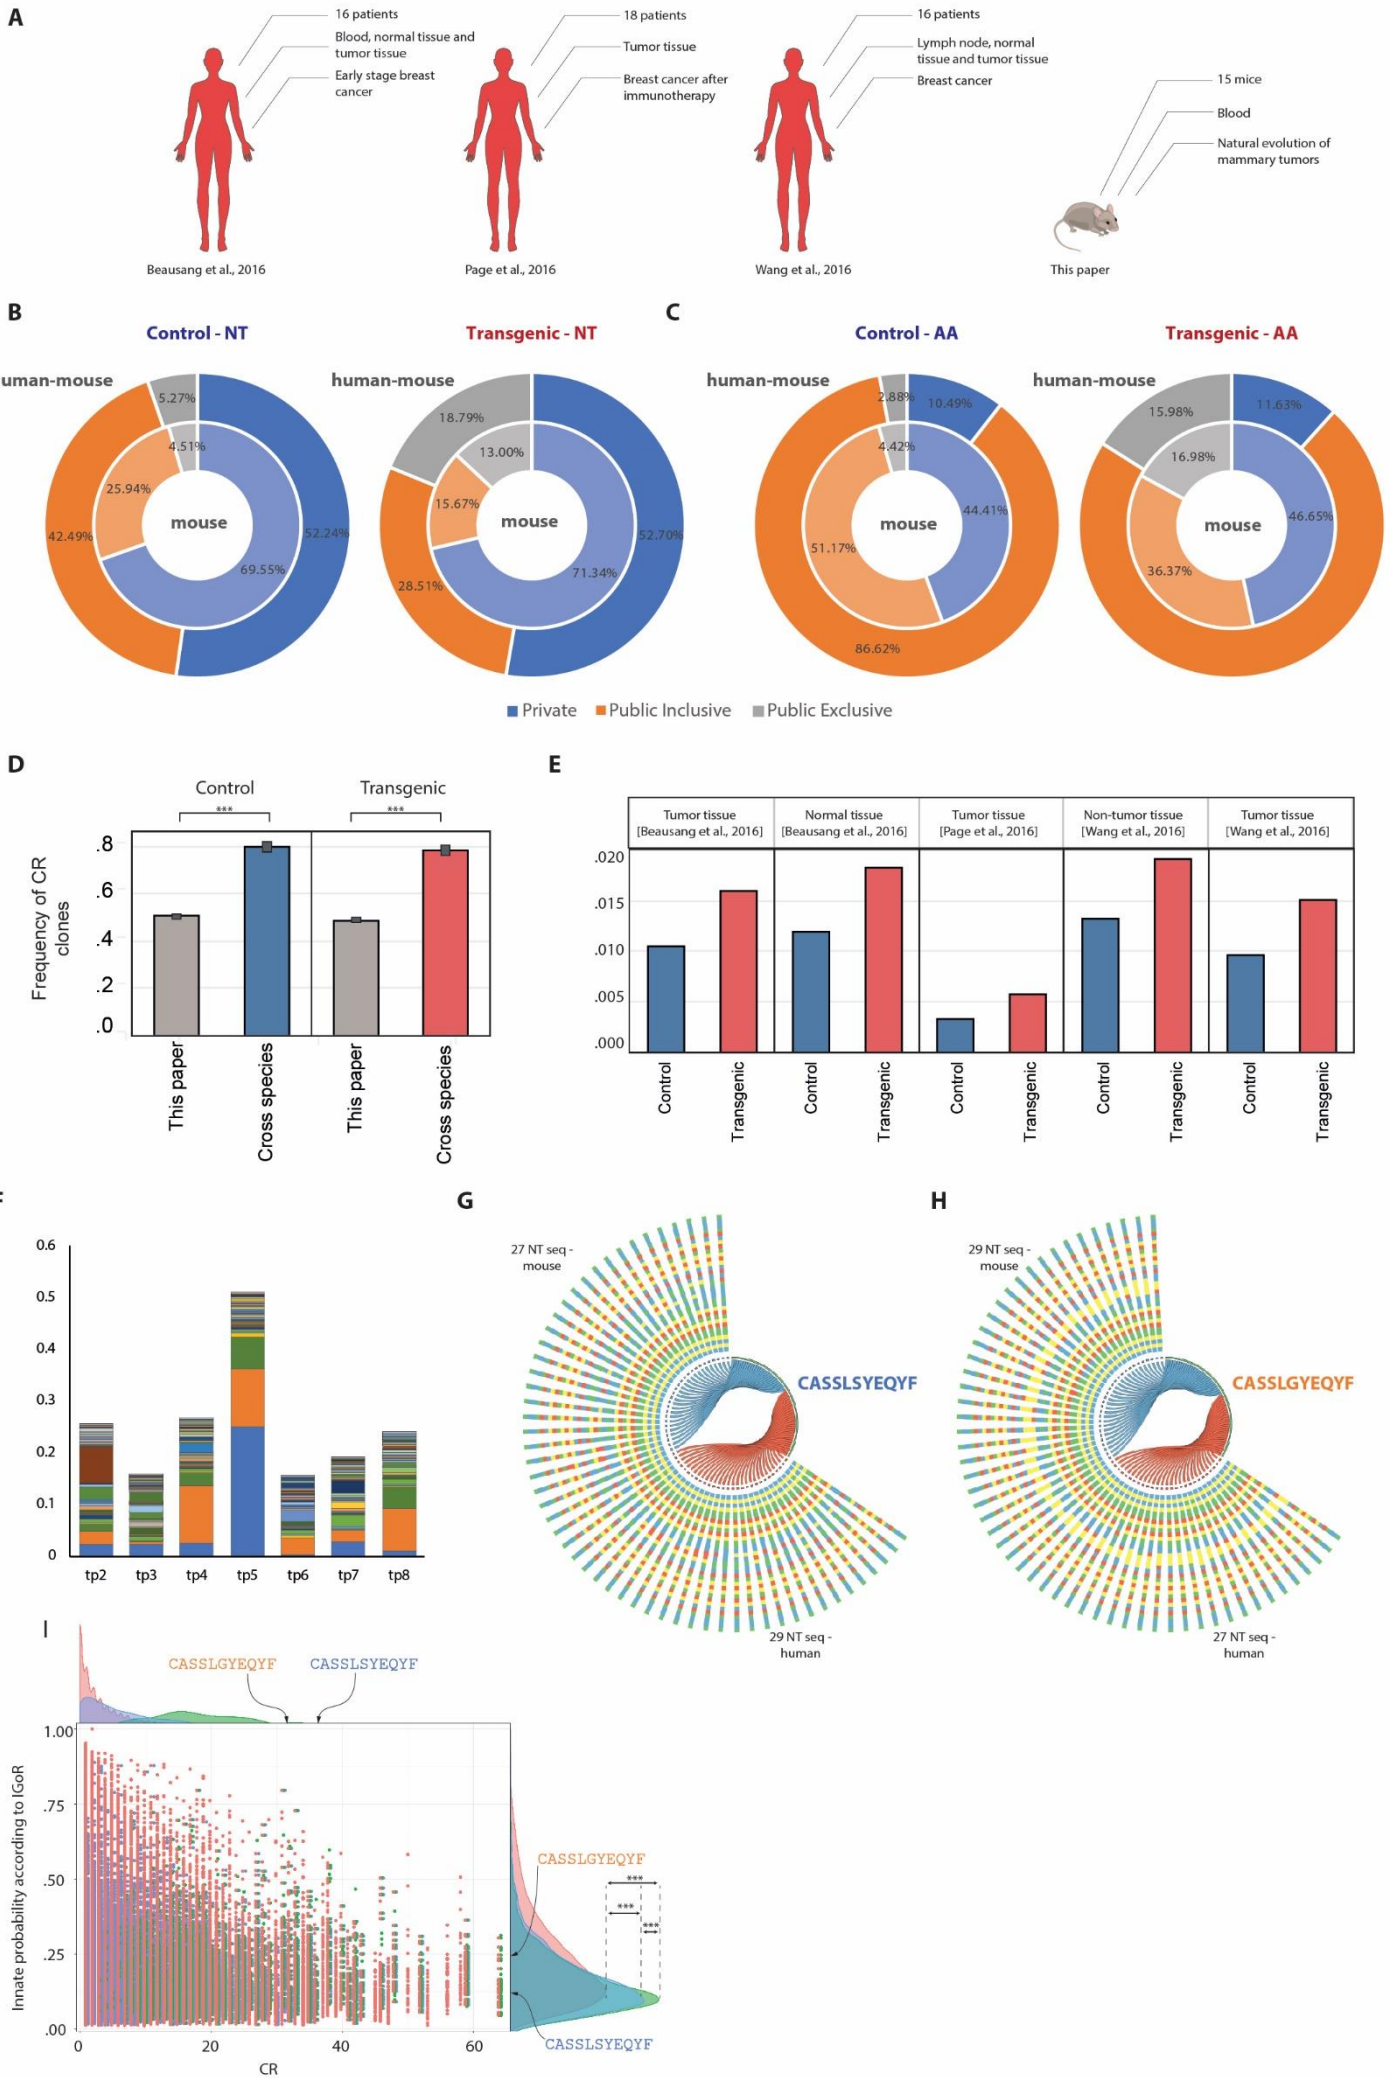 A
16 patients
Blood, normal tissue and
tumor tissue
Early stage breast
cancer
Beausang et al., 2016
18 patients
Tumor tissue
Breast cancer after
immunotherapy
Page et al., 2016
16 patients
Lymph node, normal
tissue and tumor tissue
Breast cancer
Wang et al., 2016
15 mice
Blood
Natural evolution of
mammary tumors
This paper
B
Control - NT
uman-mouse
5.27%
4.51%
25.94%
42.49%
mouse
52.24%
69.55%
Transgenic - NT
human-mouse
18.79%
13.00%
15.67%
mouse
52.70%
71.34%
28.51%
C
Control - AA
human-mouse
2.88%
10.49%
4.42%
44.41%
mouse
51.17%
86.62%
Transgenic - AA
human-mouse
15.98%
11.63%
16.98%
46.65%
mouse
36.37%
Private Public Inclusive Public Exclusive
D
Control Transgenic
*** ***
Frequency of CR
clones
.8
.6
.4
.2
.0
This paper
Cross species
This paper
Cross species
E
Tumor tissue
[Beausang et al., 2016]
Normal tissue
[Beausang et al., 2016]
Tumor tissue
[Page et al., 2016]
Non-tumor tissue
[Wang et al., 2016]
Tumor tissue
[Wang et al., 2016]
.020
.015
.010
.005
.000
Control
Transgenic
Control
Transgenic
Control
Transgenic
Control
Transgenic
Control
Transgenic
0.6
0.5
0.4
0.3
0.2
0.1
0
tp2 tp3 tp4 tp5 tp6 tp7 tp8
G
27 NT seq -
mouse
CASSLSYEQYF
29 NT seq -
human
H
29 NT seq -
mouse
CASSLGYEQYF
27 NT seq -
human
I
CASSLGYEQYF CASSLSYEQYF
Innate probability according to IGoR
1.00
.75
.50
.25
.00
0 20 40 60
CR
CASSLGYEQYF
***
***
***
CASSLSYEQYF